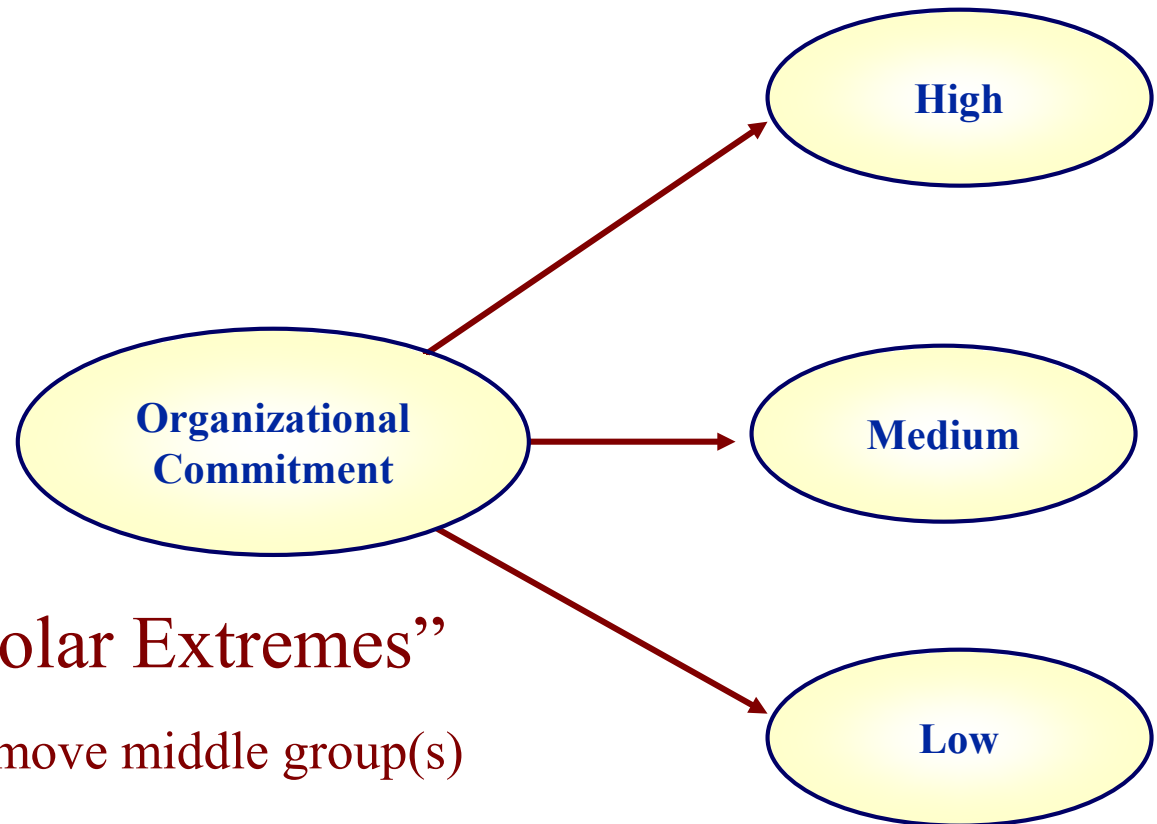 High
Organizational
Commitment
Medium
olar Extremes”
move middle group(s)
Low